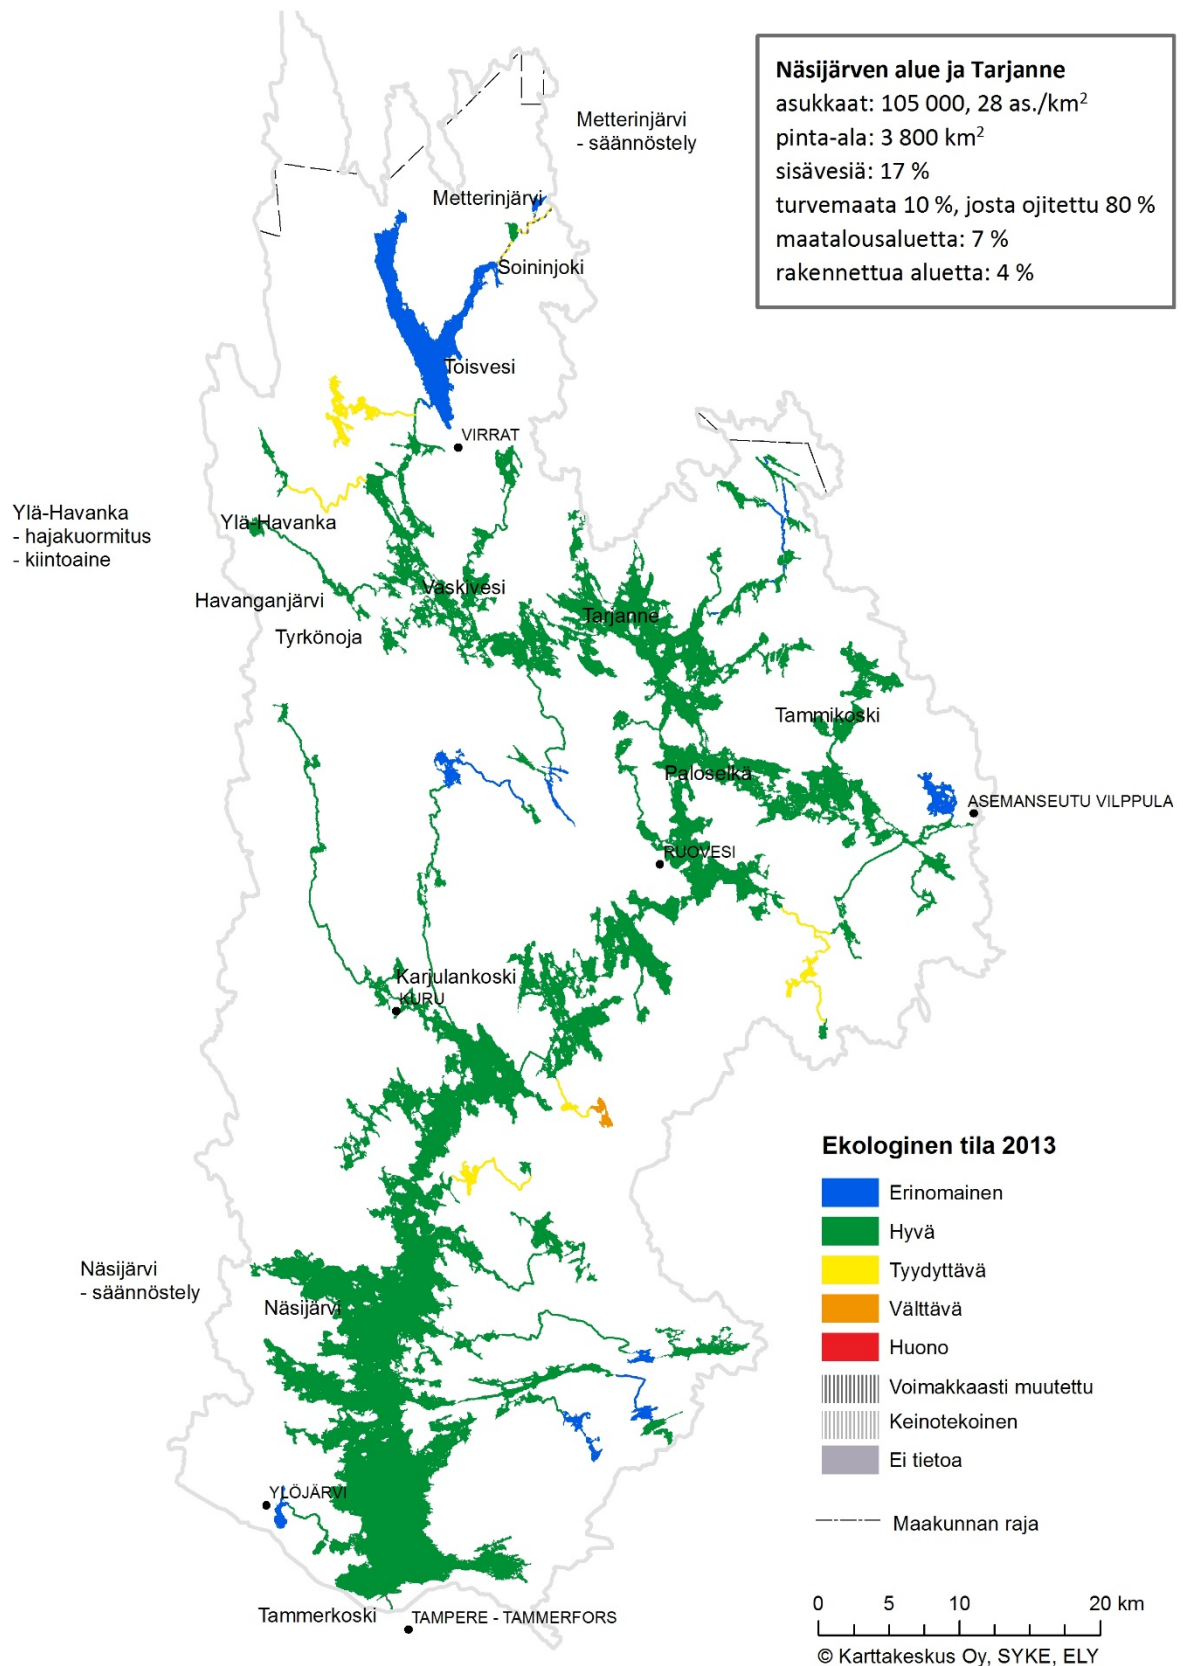 Näsijärven alue ja Tarjanne
asukkaat: 105 000, 28 as./km²
pinta-ala: 3 800 km²
sisävesiä: 17 %
turvemaata 10 %, josta ojitettu 80 %
maatalousaluetta: 7 %
rakennettua aluetta: 4 %
Metterinjärvi
- säännöstely
Metterinjärvi
Soininjoki
Toisvesi
VIRRAT
Ylä-Havanka
- hajakuormitus
- kiintoaine
Ylä-Havanka
Vaskivesi
Havanganjärvi
Tarjanne
Tyrkönoja
Tammikoski
Paloselkä
ASEMANSEUTU VILPPULA
RUOVESI
Karjulankoski
KURU
Näsijärvi
- säännöstely
Näsijärvi
YLÖJÄRVI
Tammerkoski
TAMPERE - TAMMERFORS
Ekologinen tila 2013
Erinomainen
Hyvä
Tyydyttävä
Välttävä
Huono
Voimakkaasti muutettu
Keinotekoinen
Ei tietoa
Maakunnan raja
0 5 10 20 km
© Karttakeskus Oy, SYKE, ELY